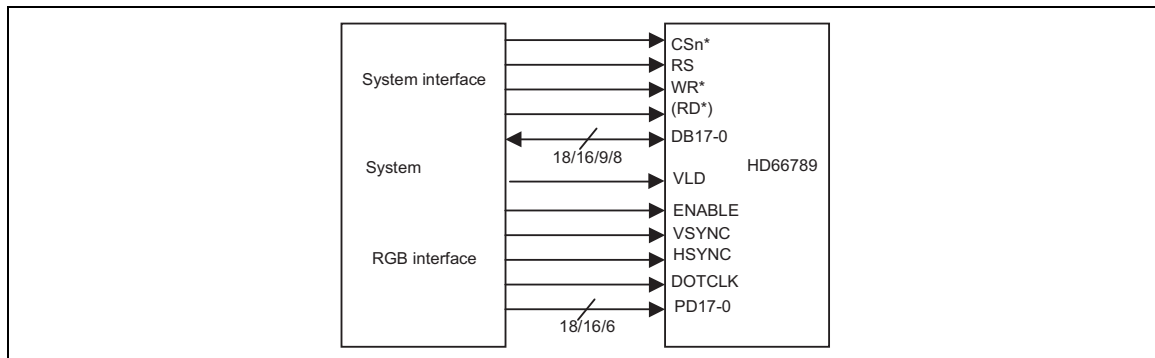 CSn*
RS
System interface
WR*
(RD*)
DB17-0
18/16/9/8
System
HD66789
VLD
ENABLE
VSYNC
RGB interface
HSYNC
DOTCLK
PD17-0
18/16/6